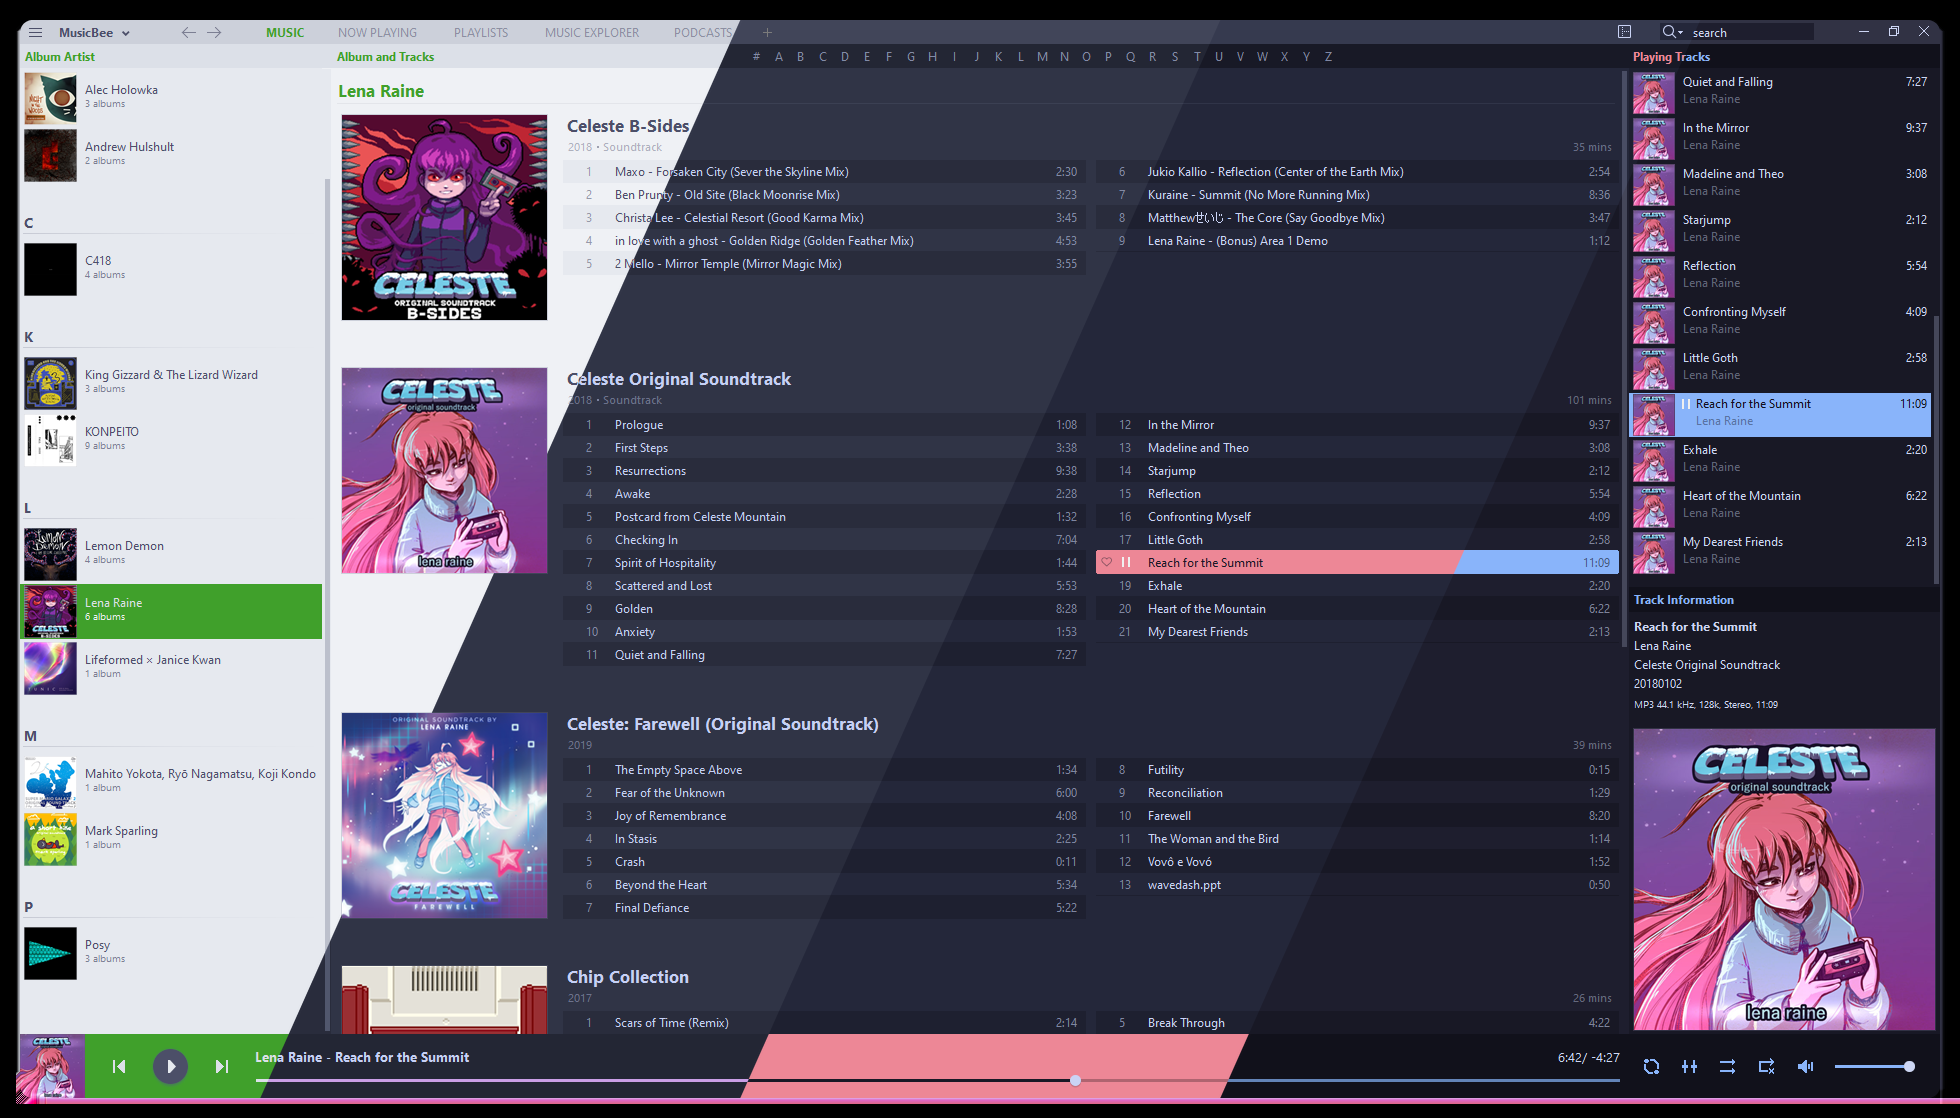 MusicBee
MUSIC
NOW PLAYING
PLAYLISTS
MUSIC EXPLORER
PODCASTS
+
search
Album Artist
Alec Holowka
3 albums
Andrew Hulshult
2 albums
C
C418
4 albums
K
King Gizzard & The Lizard Wizard
3 albums
KONPEITO
9 albums
L
Lemon Demon
4 albums
Lena Raine
6 albums
Lifeformed × Janice Kwan
1 album
M
Mahito Yokota, Ryō Nagamatsu, Koji Kondo
1 album
Mark Sparling
1 album
P
Posy
3 albums
Album and Tracks
# A B C D E F G H I J K L M N O P Q R S T U V W X Y Z
Lena Raine
CELESTE
ORIGINAL SOUNDTRACK
B-SIDES
Celeste B-Sides
2018 • Soundtrack
35 mins
1 Maxo - Forsaken City (Sever the Skyline Mix) 2:30
2 Ben Prunty - Old Site (Black Moonrise Mix) 3:23
3 Christa Lee - Celestial Resort (Good Karma Mix) 3:45
4 in love with a ghost - Golden Ridge (Golden Feather Mix) 4:53
5 2 Mello - Mirror Temple (Mirror Magic Mix) 3:55
6 Jukio Kallio - Reflection (Center of the Earth Mix) 2:54
7 Kuraine - Summit (No More Running Mix) 8:36
8 Matthewせいじ - The Core (Say Goodbye Mix) 3:47
9 Lena Raine - (Bonus) Area 1 Demo 1:12
CELESTE
original soundtrack
lena raine
Celeste Original Soundtrack
2018 • Soundtrack
101 mins
1 Prologue 1:08
2 First Steps 3:38
3 Resurrections 9:38
4 Awake 2:28
5 Postcard from Celeste Mountain 1:32
6 Checking In 7:04
7 Spirit of Hospitality 1:44
8 Scattered and Lost 5:53
9 Golden 8:28
10 Anxiety 1:53
11 Quiet and Falling 7:27
12 In the Mirror 9:37
13 Madeline and Theo 3:08
14 Starjump 2:12
15 Reflection 5:54
16 Confronting Myself 4:09
17 Little Goth 2:58
Reach for the Summit 11:09
19 Exhale 2:20
20 Heart of the Mountain 6:22
21 My Dearest Friends 2:13
ORIGINAL SOUNDTRACK BY
LENA RAINE
CELESTE
FAREWELL
Celeste: Farewell (Original Soundtrack)
2019
39 mins
1 The Empty Space Above 1:34
2 Fear of the Unknown 6:00
3 Joy of Remembrance 4:08
4 In Stasis 2:25
5 Crash 0:11
6 Beyond the Heart 5:34
7 Final Defiance 5:22
8 Futility 0:15
9 Reconciliation 1:29
10 Farewell 8:20
11 The Woman and the Bird 1:14
12 Vovô e Vovó 1:52
13 wavedash.ppt 0:50
Chip Collection
2017
26 mins
1 Scars of Time (Remix) 2:14
5 Break Through 4:22
Playing Tracks
Quiet and Falling 7:27
Lena Raine
In the Mirror 9:37
Lena Raine
Madeline and Theo 3:08
Lena Raine
Starjump 2:12
Lena Raine
Reflection 5:54
Lena Raine
Confronting Myself 4:09
Lena Raine
Little Goth 2:58
Lena Raine
Reach for the Summit 11:09
Lena Raine
Exhale 2:20
Lena Raine
Heart of the Mountain 6:22
Lena Raine
My Dearest Friends 2:13
Lena Raine
Track Information
Reach for the Summit
Lena Raine
Celeste Original Soundtrack
20180102
MP3 44.1 kHz, 128k, Stereo, 11:09
CELESTE
original soundtrack
lena raine
Lena Raine - Reach for the Summit
6:42/ -4:27